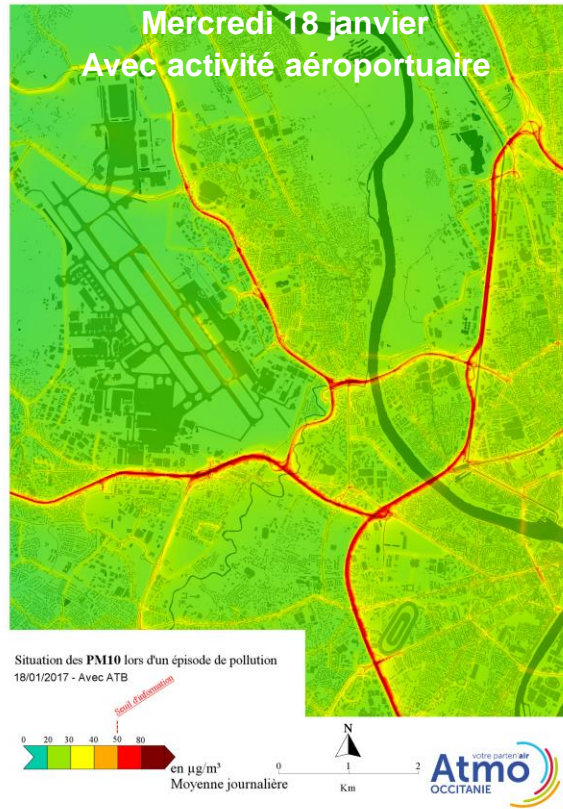 Mercredi 18 janvier
Avec activité aéroportuaire
Situation des PM10 lors d'un épisode de pollution
18/01/2017 - Avec ATB
Seuil d'information
0 20 30 40 50 80
en µg/m³
Moyenne journalière
N
0 1 2
Km
votre parten'air
Atmo
OCCITANIE